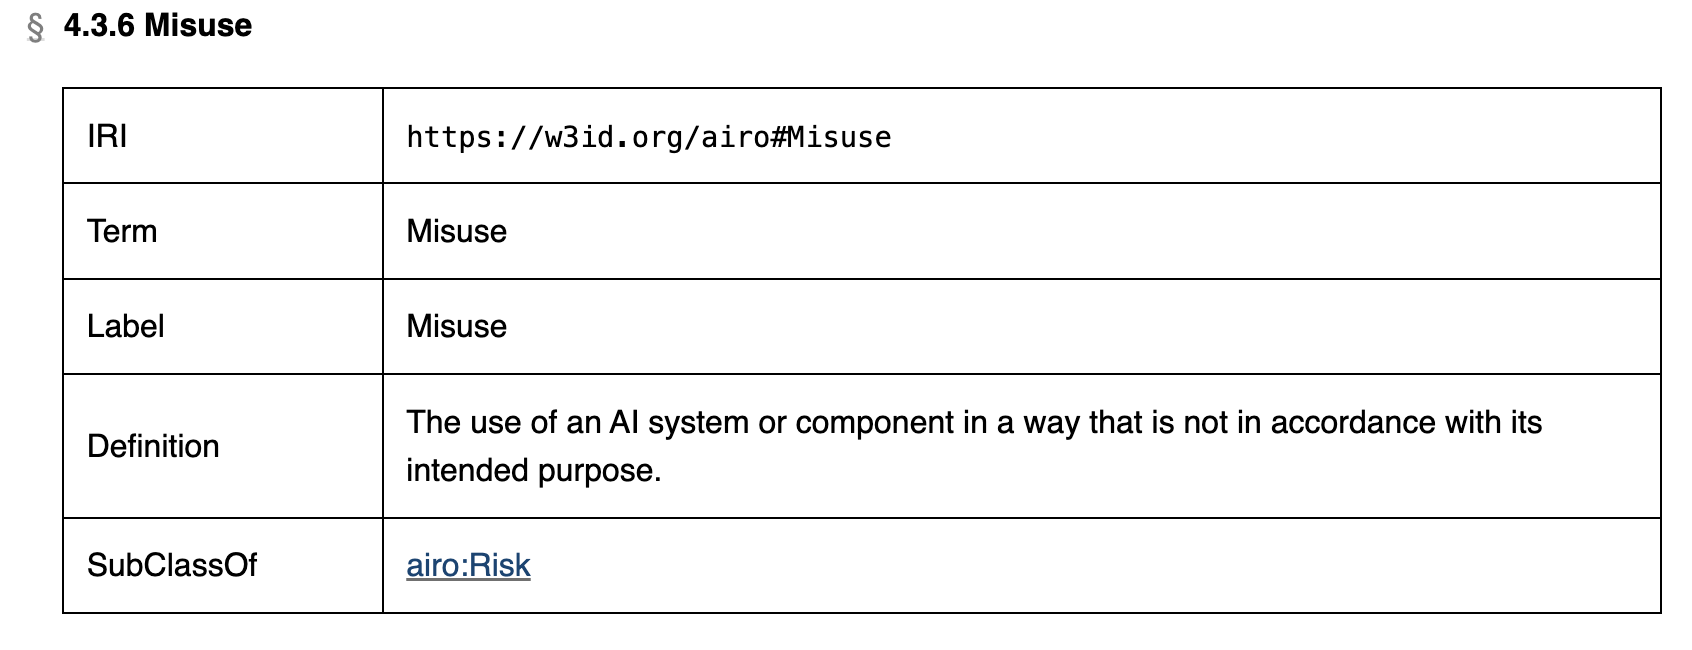 § 4.3.6 Misuse
IRI https://w3id.org/airo#Misuse
Term Misuse
Label Misuse
Definition The use of an AI system or component in a way that is not in accordance with its
intended purpose.
SubClassOf airo:Risk